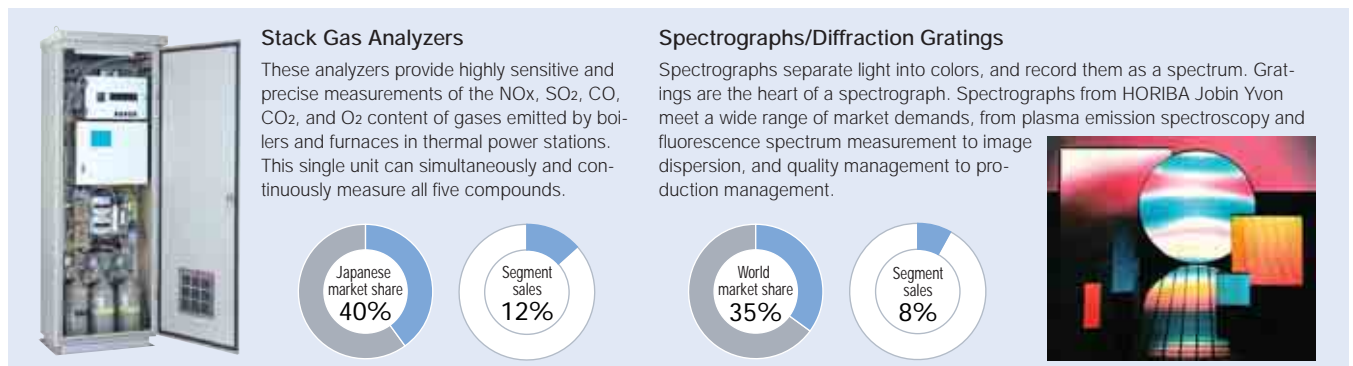 Stack Gas Analyzers
These analyzers provide highly sensitive and
precise measurements of the NOx, SO2, CO,
CO2, and O2 content of gases emitted by boi-
lers and furnaces in thermal power stations.
This single unit can simultaneously and con-
tinuously measure all five compounds.
Japanese
market share
40%
Segment
sales
12%
Spectrographs/Diffraction Gratings
Spectrographs separate light into colors, and record them as a spectrum. Grat-
ings are the heart of a spectrograph. Spectrographs from HORIBA Jobin Yvon
meet a wide range of market demands, from plasma emission spectroscopy and
fluorescence spectrum measurement to image
dispersion, and quality management to pro-
duction management.
World
market share
35%
Segment
sales
8%